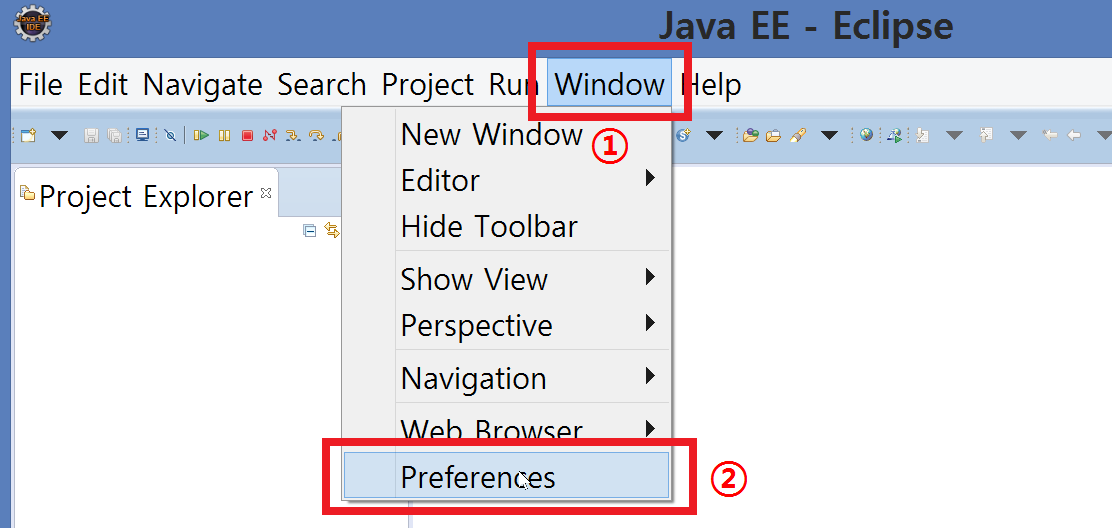 Java EE
IDE
Java EE - Eclipse
File Edit Navigate Search Project Run Window Help
①
New Window
Editor
Hide Toolbar
Show View
Perspective
Navigation
Web Browser
Preferences
②
Project Explorer